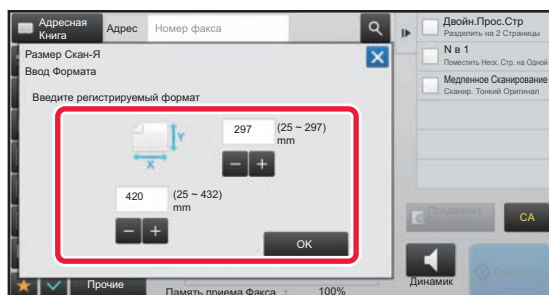 Адресная
Книга
Адрес
Номер факса
Размер Скан-Я
Ввод Формата
Введите регистрируемый формат
Y
X
297
(25 ~ 297)
mm
420
(25 ~ 432)
mm
OK
Прочие
Память приема Факса : 100%
Двойн.Прос.Стр
Разделить на 2 Страницы
N в 1
Поместить Неск. Стр. на Одной
Медленное Сканирование
Сканир. Тонкий Оригинал
Предварит.
CA
Динамик
Старт